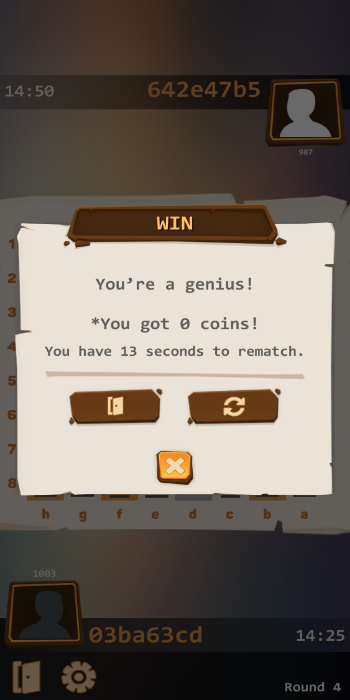 14:50 642e47b5
987
WIN
You're a genius!
*You got 0 coins!
You have 13 seconds to rematch.
1
2
3
4
5
6
7
8
h g f e d c b a
1003
03ba63cd 14:25
Round 4